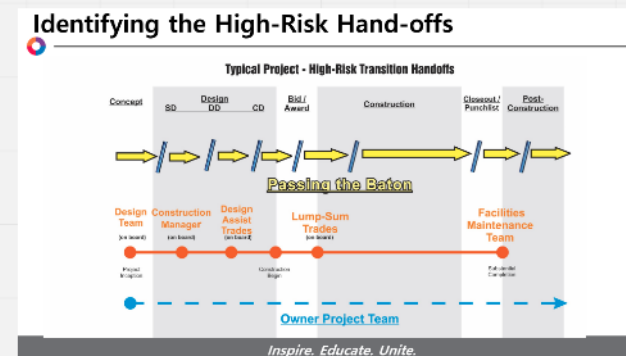 Identifying the High-Risk Hand-offs
Typical Project - High-Risk Transition Handoffs
Concept
Design
SD DD CD
Bid /
Award
Construction
Closeout /
Punchlist
Post-
Construction
Passing the Baton
Design
Team
(on board)
Construction
Manager
(on board)
Design
Assist
Trades
(on board)
Lump-Sum
Trades
(on board)
Facilities
Maintenance
Team
Project
Inception
Construction
Begin
Substantial
Completion
Owner Project Team
Inspire. Educate. Unite.